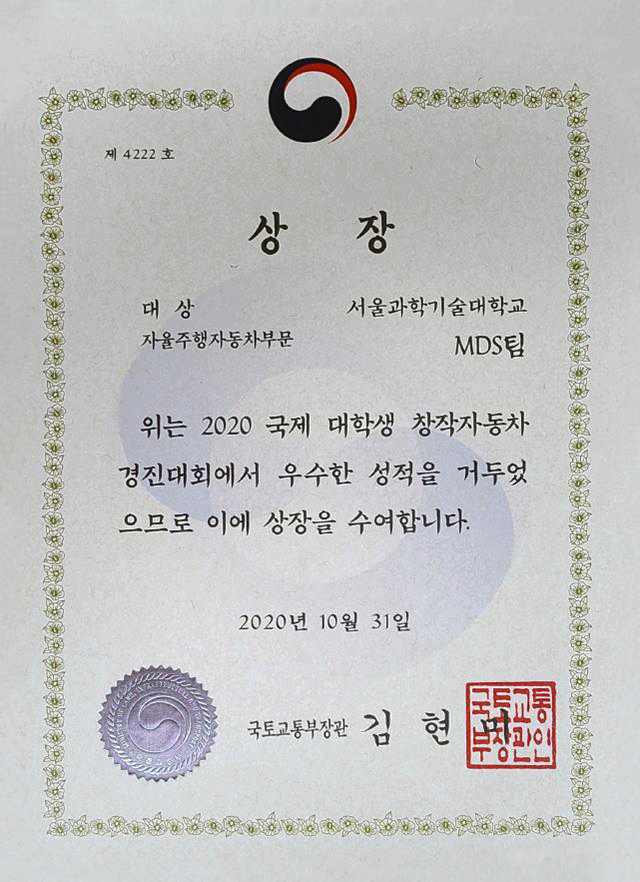 제 4222 호
상 장
대 상 서울과학기술대학교
자율주행자동차부문 MDS팀
위는 2020 국제 대학생 창작자동차
경진대회에서 우수한 성적을 거두었
으므로 이에 상장을 수여합니다.
2020년 10월 31일
국토교통부장관 김 현 미
국토교통
부장관인